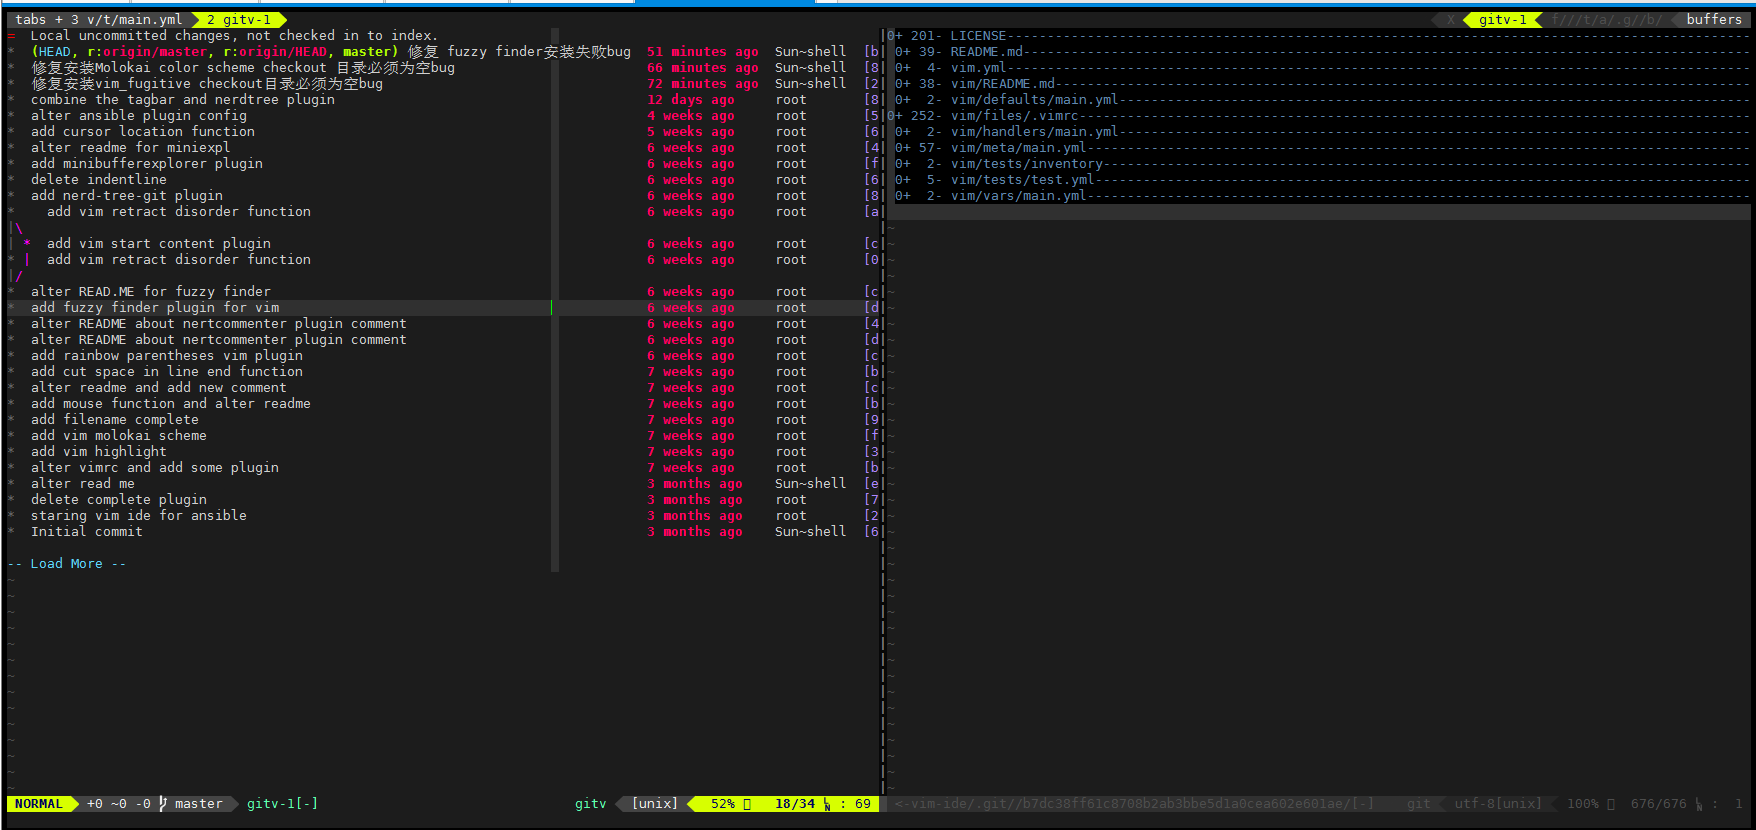 tabs + 3 v/t/main.yml 2 gitv-1 X gitv-1 f///t/a/.g//b/ buffers
= Local uncommitted changes, not checked in to index.
* (HEAD, r:origin/master, r:origin/HEAD, master) 修复 fuzzy finder安装失败bug 51 minutes ago Sun~shell [b
* 修复安装Molokai color scheme checkout 目录必须为空bug 66 minutes ago Sun~shell [8
* 修复安装vim_fugitive checkout目录必须为空bug 72 minutes ago Sun~shell [2
* combine the tagbar and nerdtree plugin 12 days ago root [8
* alter ansible plugin config 4 weeks ago root [5
* add cursor location function 5 weeks ago root [6
* alter readme for miniexpl 6 weeks ago root [4
* add minibufferexplorer plugin 6 weeks ago root [f
* delete indentline 6 weeks ago root [6
* add nerd-tree-git plugin 6 weeks ago root [8
* add vim retract disorder function 6 weeks ago root [a
|\
| * add vim start content plugin 6 weeks ago root [c
* | add vim retract disorder function 6 weeks ago root [0
|/
* alter READ.ME for fuzzy finder 6 weeks ago root [c
* add fuzzy finder plugin for vim 6 weeks ago root [d
* alter README about nertcommenter plugin comment 6 weeks ago root [4
* alter README about nertcommenter plugin comment 6 weeks ago root [d
* add rainbow parentheses vim plugin 6 weeks ago root [c
* add cut space in line end function 7 weeks ago root [b
* alter readme and add new comment 7 weeks ago root [c
* add mouse function and alter readme 7 weeks ago root [b
* add filename complete 7 weeks ago root [9
* add vim molokai scheme 7 weeks ago root [f
* add vim highlight 7 weeks ago root [3
* alter vimrc and add some plugin 7 weeks ago root [b
* alter read me 3 months ago Sun~shell [e
* delete complete plugin 3 months ago root [7
* staring vim ide for ansible 3 months ago root [2
* Initial commit 3 months ago Sun~shell [6
-- Load More --
0+ 201- LICENSE
0+ 39- README.md
0+ 4- vim.yml
0+ 38- vim/README.md
0+ 2- vim/defaults/main.yml
0+ 252- vim/files/.vimrc
0+ 2- vim/handlers/main.yml
0+ 57- vim/meta/main.yml
0+ 2- vim/tests/inventory
0+ 5- vim/tests/test.yml
0+ 2- vim/vars/main.yml
NORMAL +0 ~0 -0 master gitv-1[-] gitv [unix] 52% 18/34 : 69
<-vim-ide/.git//b7dc38ff61c8708b2ab3bbe5d1a0cea602e601ae/[-] git utf-8[unix] 100% 676/676 : 1